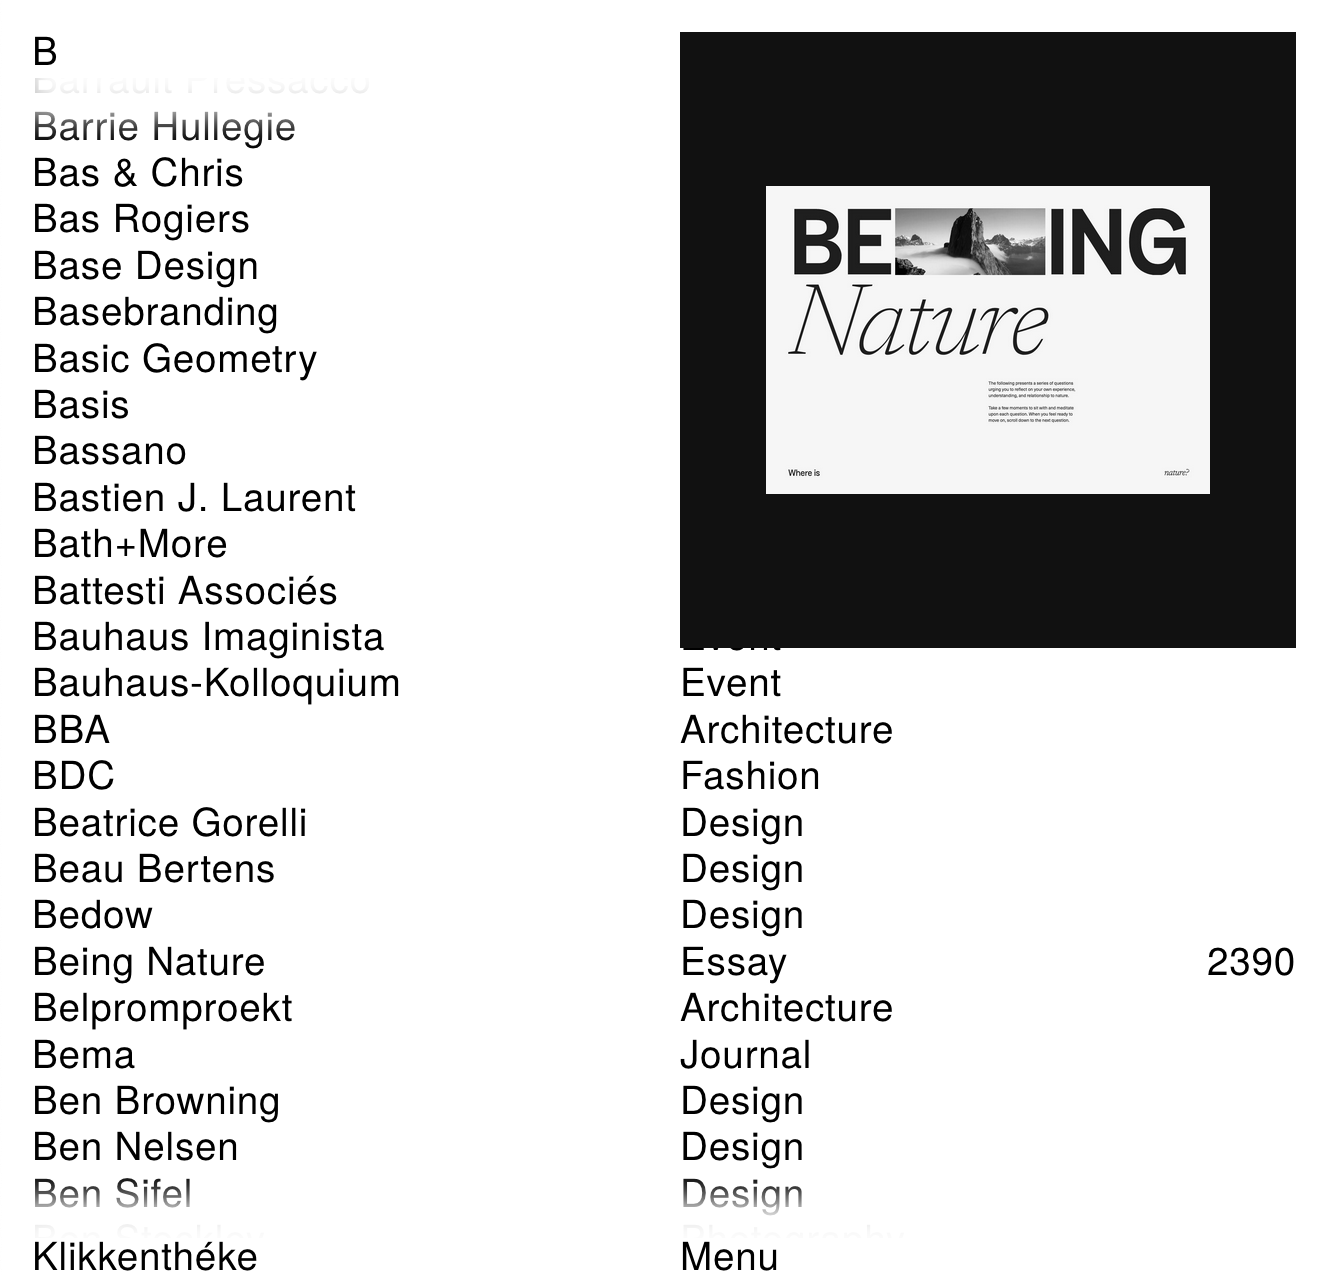 B
Barrault Pressacco
Barrie Hullegie
Bas & Chris
Bas Rogiers
Base Design
Basebranding
Basic Geometry
Basis
Bassano
Bastien J. Laurent
Bath+More
Battesti Associés
Bauhaus Imaginista
Bauhaus-Kolloquium
BBA
BDC
Beatrice Gorelli
Beau Bertens
Bedow
Being Nature
Belpromproekt
Bema
Ben Browning
Ben Nelsen
Ben Sifel
Klikkenthéke
BE ING
Nature
The following presents a series of questions
urging you to reflect on your own experience,
understanding, and relationship to nature.
Take a few moments to sit with and meditate
upon each question. When you feel ready to
move on, scroll down to the next question.
Where is
nature?
Event
Event
Architecture
Fashion
Design
Design
Design
Essay 2390
Architecture
Journal
Design
Design
Design
Photography
Menu